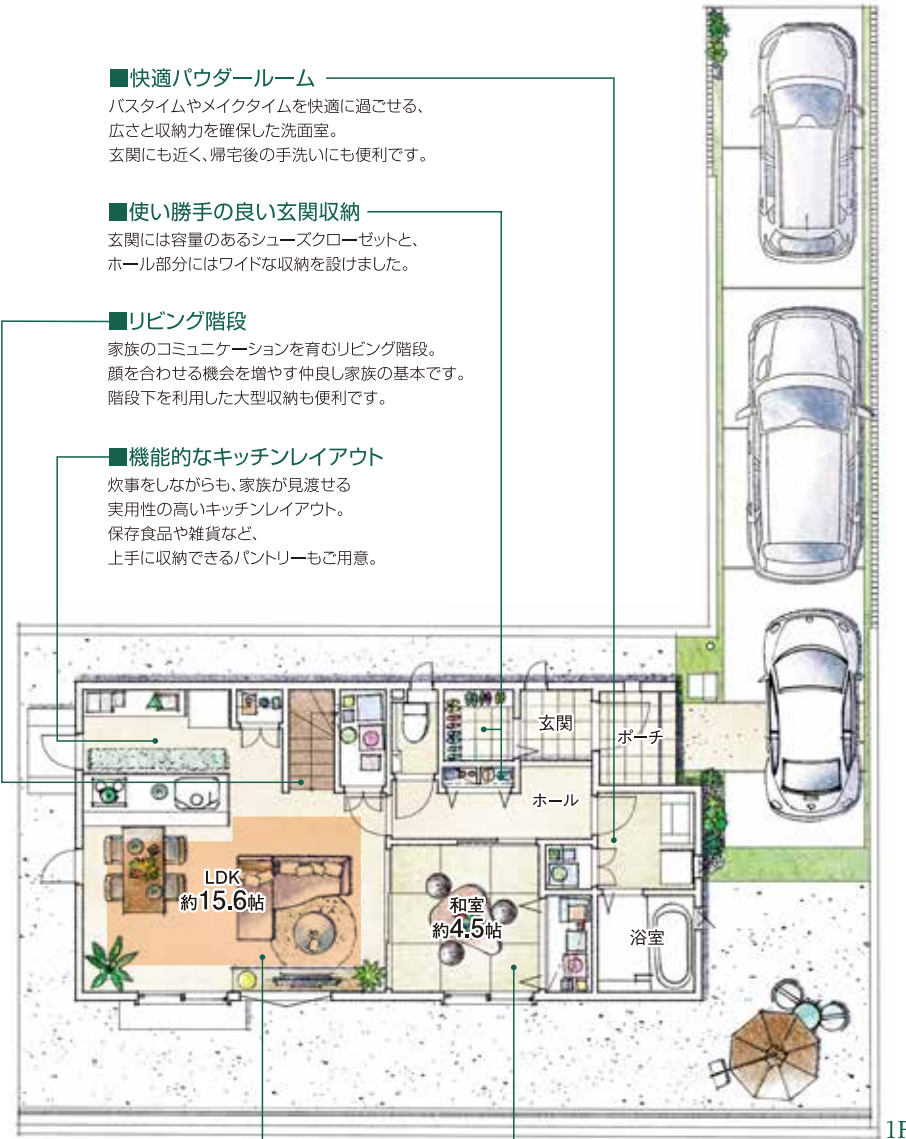 ■快適パウダールーム
バスタイムやメイクタイムを快適に過ごせる、
広さと収納力を確保した洗面室。
玄関にも近く、帰宅後の手洗いにも便利です。
■使い勝手の良い玄関収納
玄関には容量のあるシューズクローゼットと、
ホール部分にはワイドな収納を設けました。
■リビング階段
家族のコミュニケーションを育むリビング階段。
顔を合わせる機会を増やす仲良し家族の基本です。
階段下を利用した大型収納も便利です。
■機能的なキッチンレイアウト
炊事をしながらも、家族が見渡せる
実用性の高いキッチンレイアウト。
保存食品や雑貨など、
上手に収納できるパントリーもご用意。
玄関
ポーチ
ホール
LDK
約15.6帖
和室
約4.5帖
浴室
1F